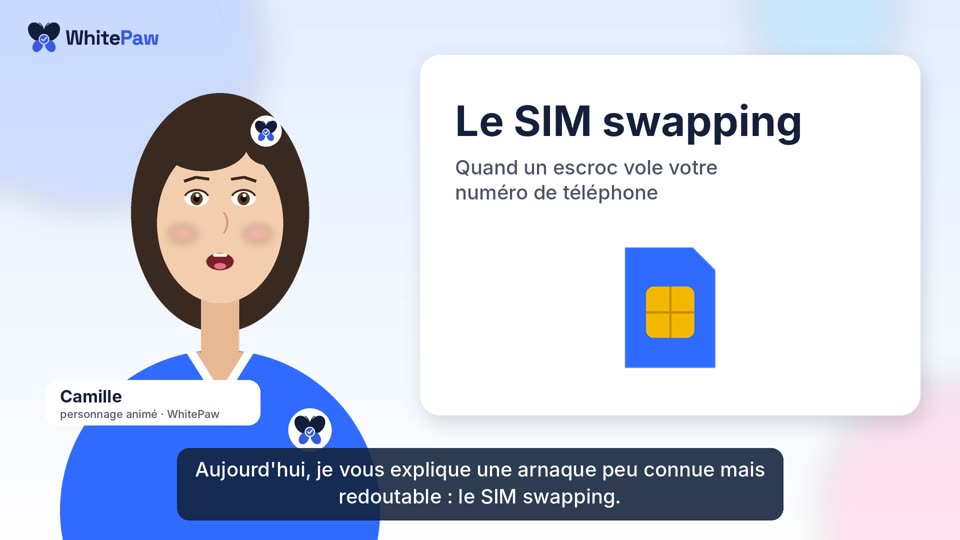 WhitePaw
Le SIM swapping
Quand un escroc vole votre
numéro de téléphone
Camille
personnage animé · WhitePaw
Aujourd'hui, je vous explique une arnaque peu connue mais
redoutable : le SIM swapping.